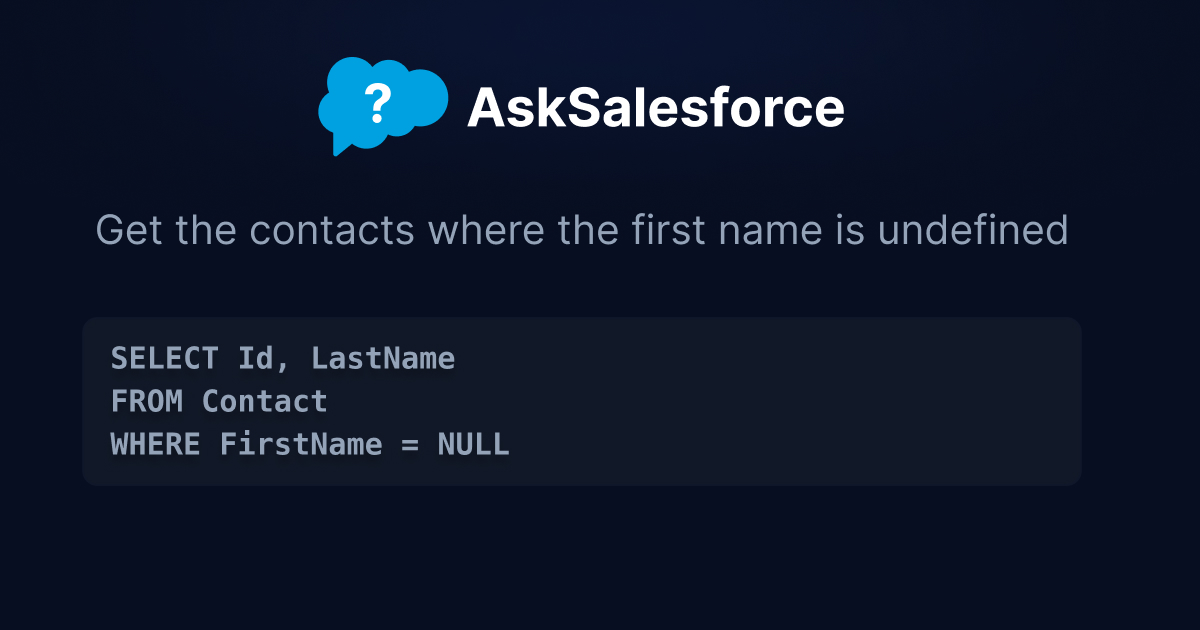 ?
AskSalesforce
Get the contacts where the first name is undefined
SELECT Id, LastName
FROM Contact
WHERE FirstName = NULL